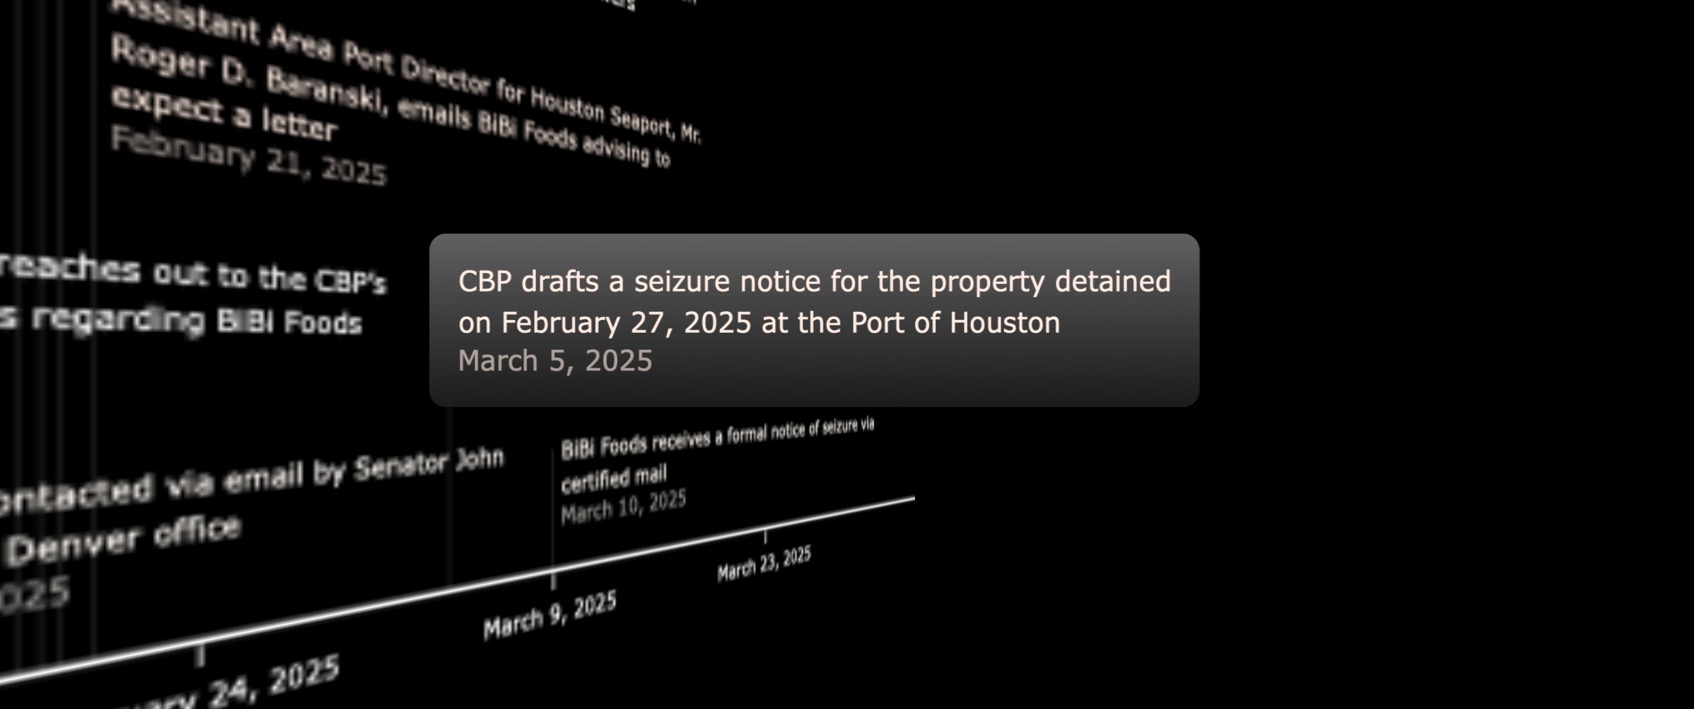 Assistant Area Port Director for Houston Seaport, Mr.
Roger D. Baranski, emails BiBi Foods advising to
expect a letter
February 21, 2025
reaches out to the CBP's
regarding BiBi Foods
CBP drafts a seizure notice for the property detained
on February 27, 2025 at the Port of Houston
March 5, 2025
contacted via email by Senator John
Denver office
025
BiBi Foods receives a formal notice of seizure via
certified mail
March 10, 2025
24, 2025
March 9, 2025
March 23, 2025